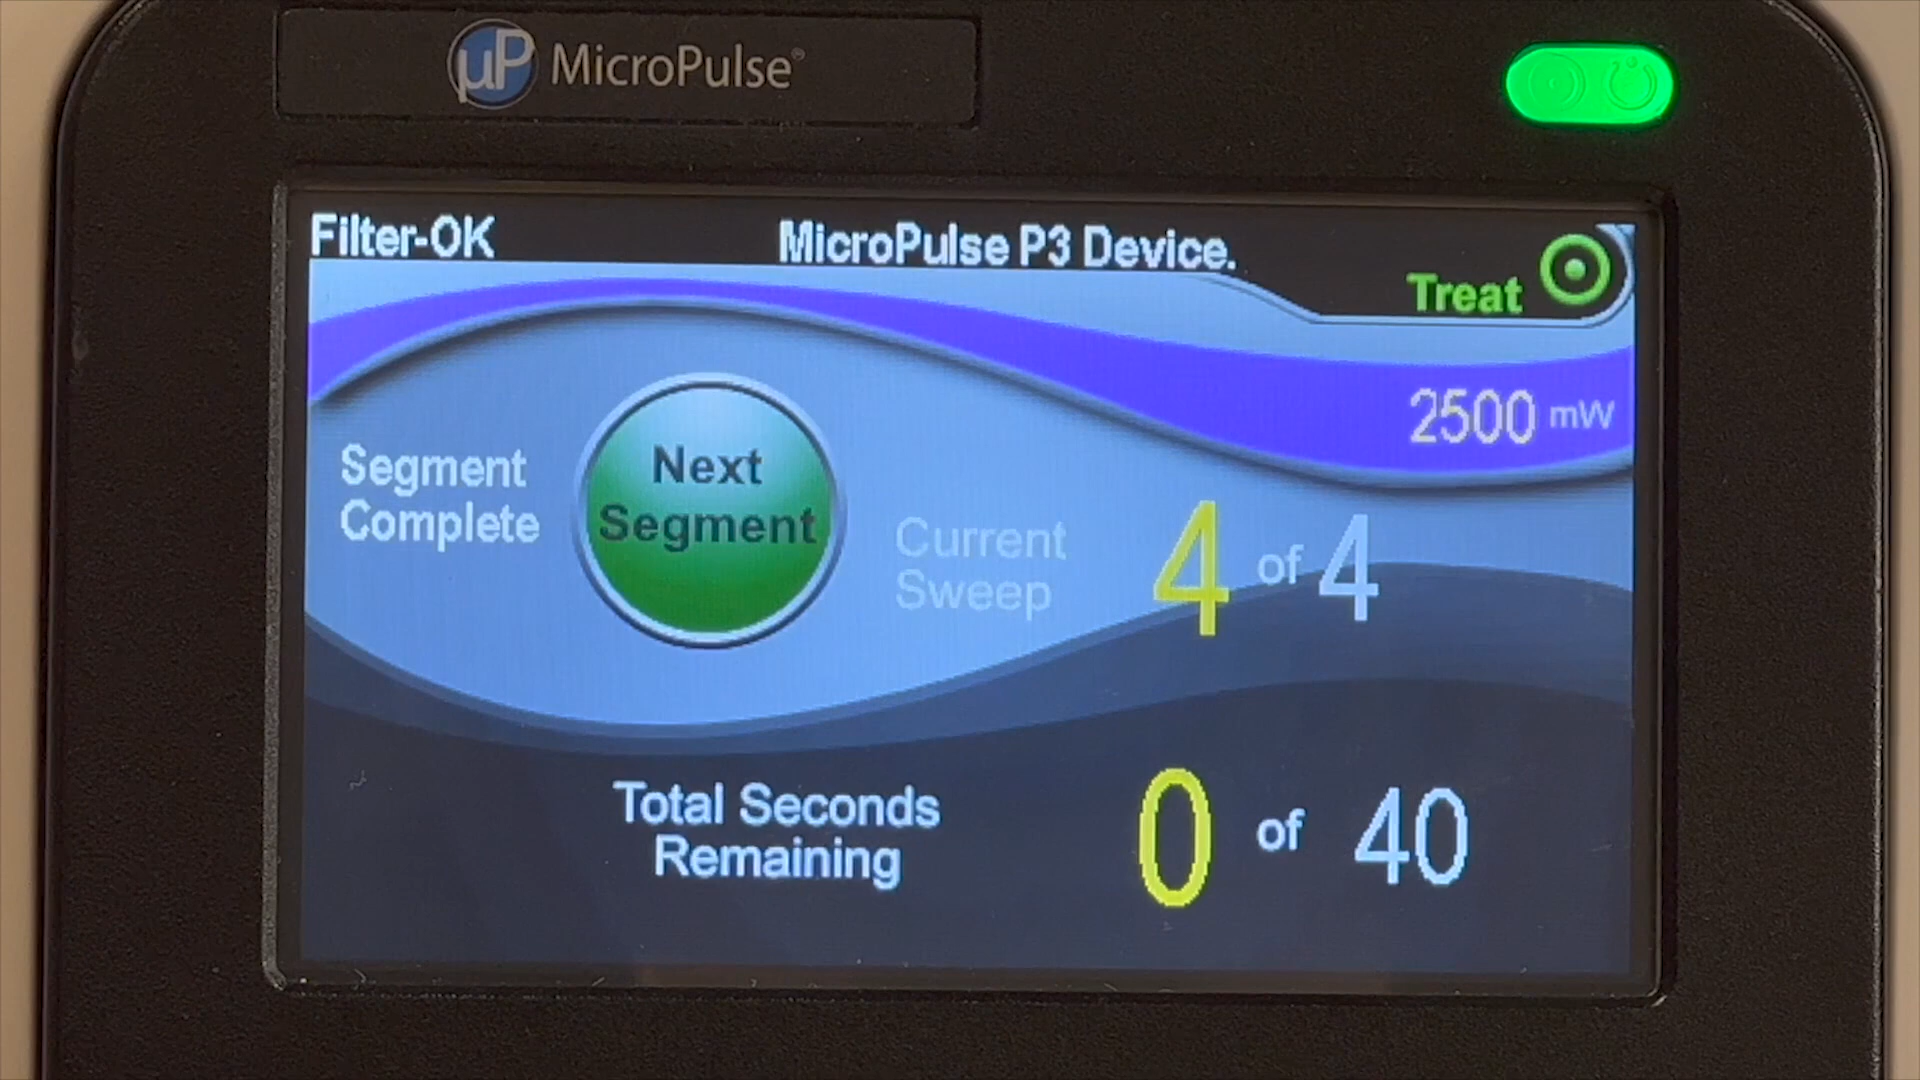 µP MicroPulse®
Filter-OK
MicroPulse P3 Device.
Treat
2500 mW
Segment
Complete
Next
Segment
Current
Sweep
4 of 4
Total Seconds
Remaining
0 of 40